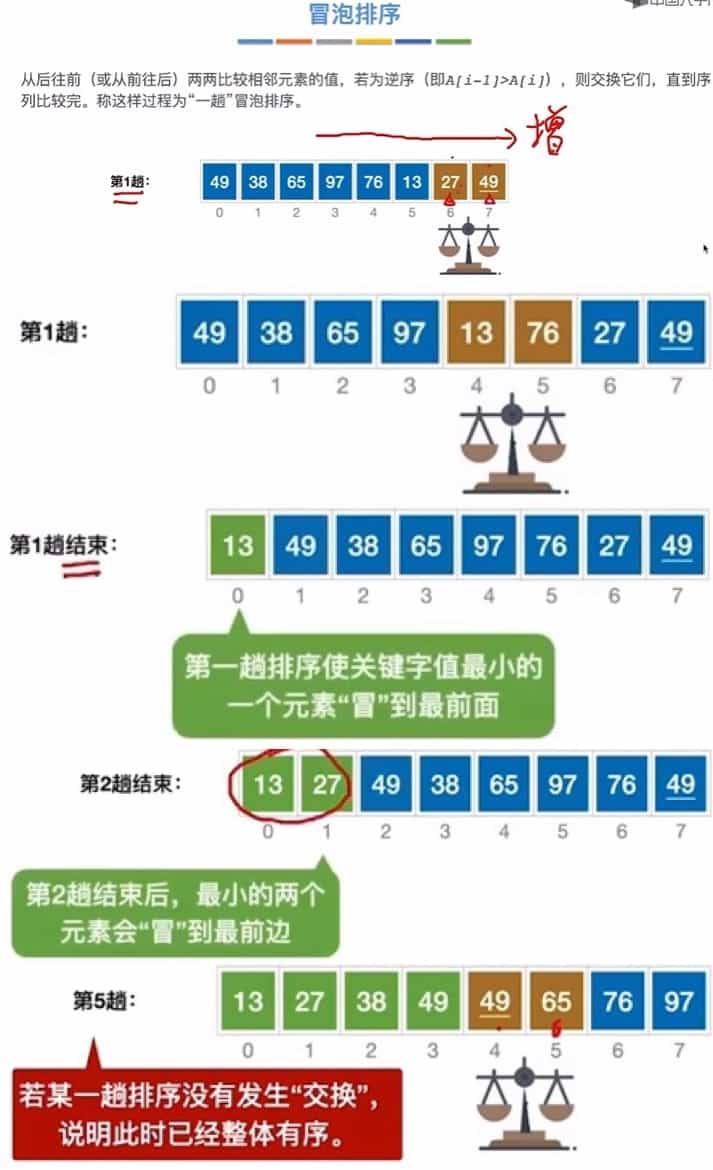 冒泡排序
从后往前（或从前往后）两两比较相邻元素的值，若为逆序（即A[i-1]>A[i]），则交换它们，直到序
列比较完。称这样过程为“一趟”冒泡排序。
增
第1趟： 49 38 65 97 76 13 27 49
0 1 2 3 4 5 6 7
第1趟： 49 38 65 97 13 76 27 49
0 1 2 3 4 5 6 7
第1趟结束： 13 49 38 65 97 76 27 49
0 1 2 3 4 5 6 7
第一趟排序使关键字值最小的
一个元素“冒”到最前面
第2趟结束： 13 27 49 38 65 97 76 49
0 1 2 3 4 5 6 7
第2趟结束后，最小的两个
元素会“冒”到最前边
第5趟： 13 27 38 49 49 65 76 97
0 1 2 3 4 5 6 7
若某一趟排序没有发生“交换”，
说明此时已经整体有序。